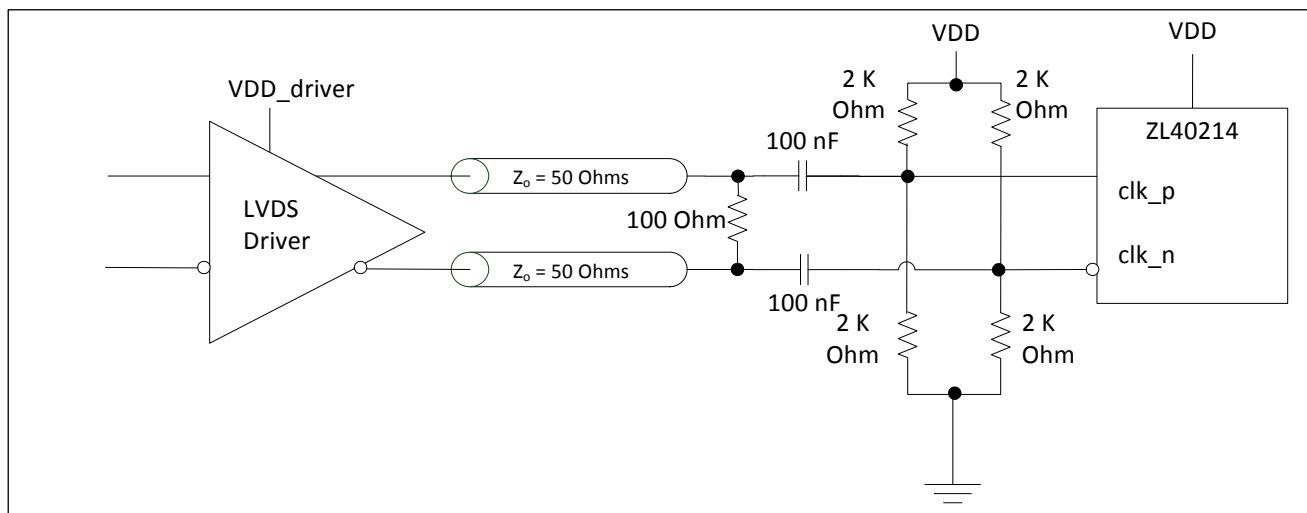 VDD
VDD
VDD_driver
2 K
Ohm
2 K
Ohm
ZL40214
100 nF
Z₀ = 50 Ohms
LVDS
Driver
100 Ohm
clk_p
clk_n
Z₀ = 50 Ohms
100 nF
2 K
Ohm
2 K
Ohm